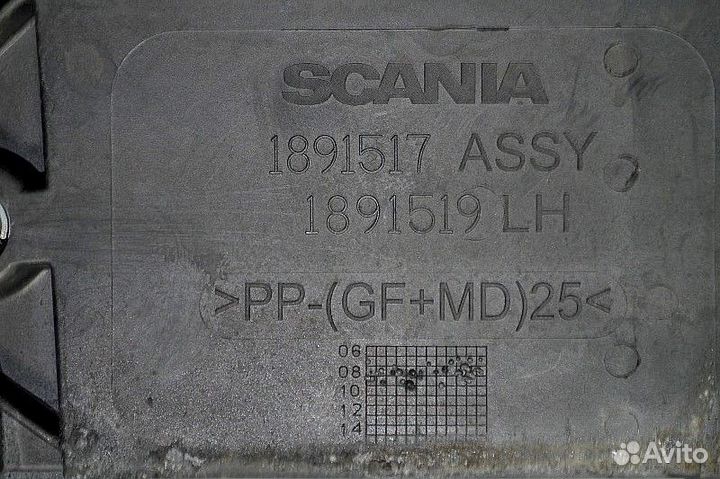 SCANIA
1891517 ASSY
1891519 LH
>PP-(GF+MD)25<
06
08
10
12
14
Avito